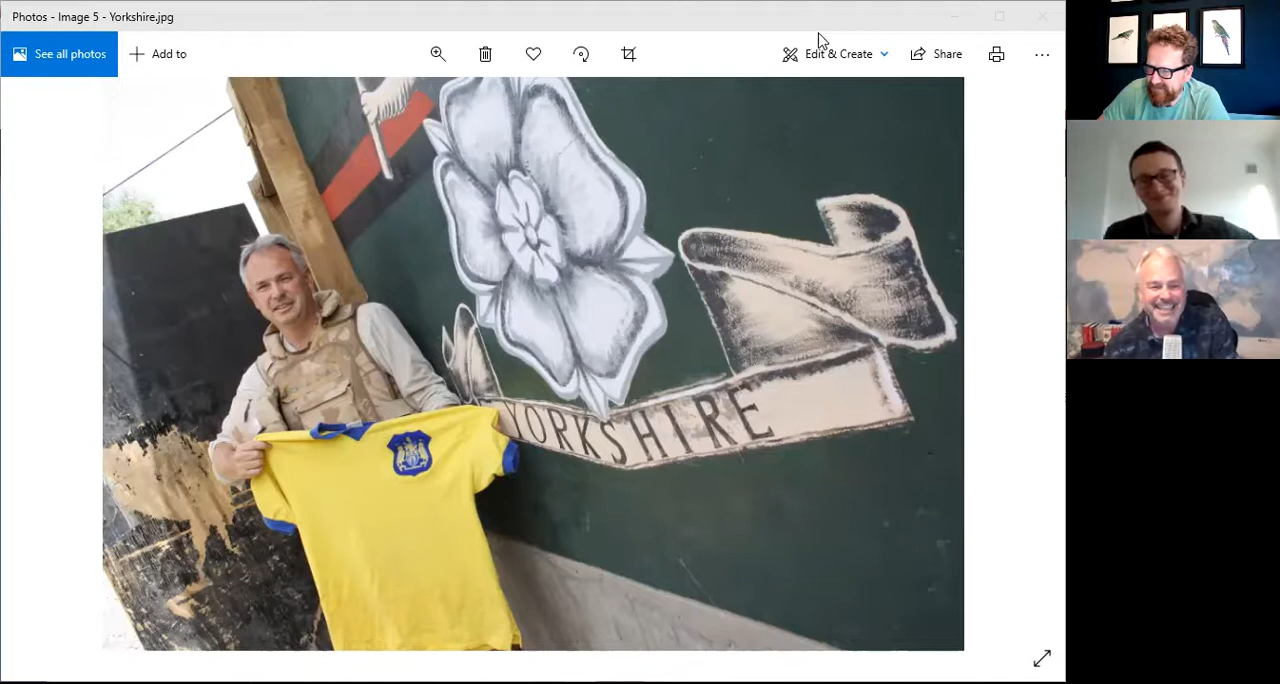 Photos - Image 5 - Yorkshire.jpg
See all photos
Add to
Edit & Create
Share
YORKSHIRE